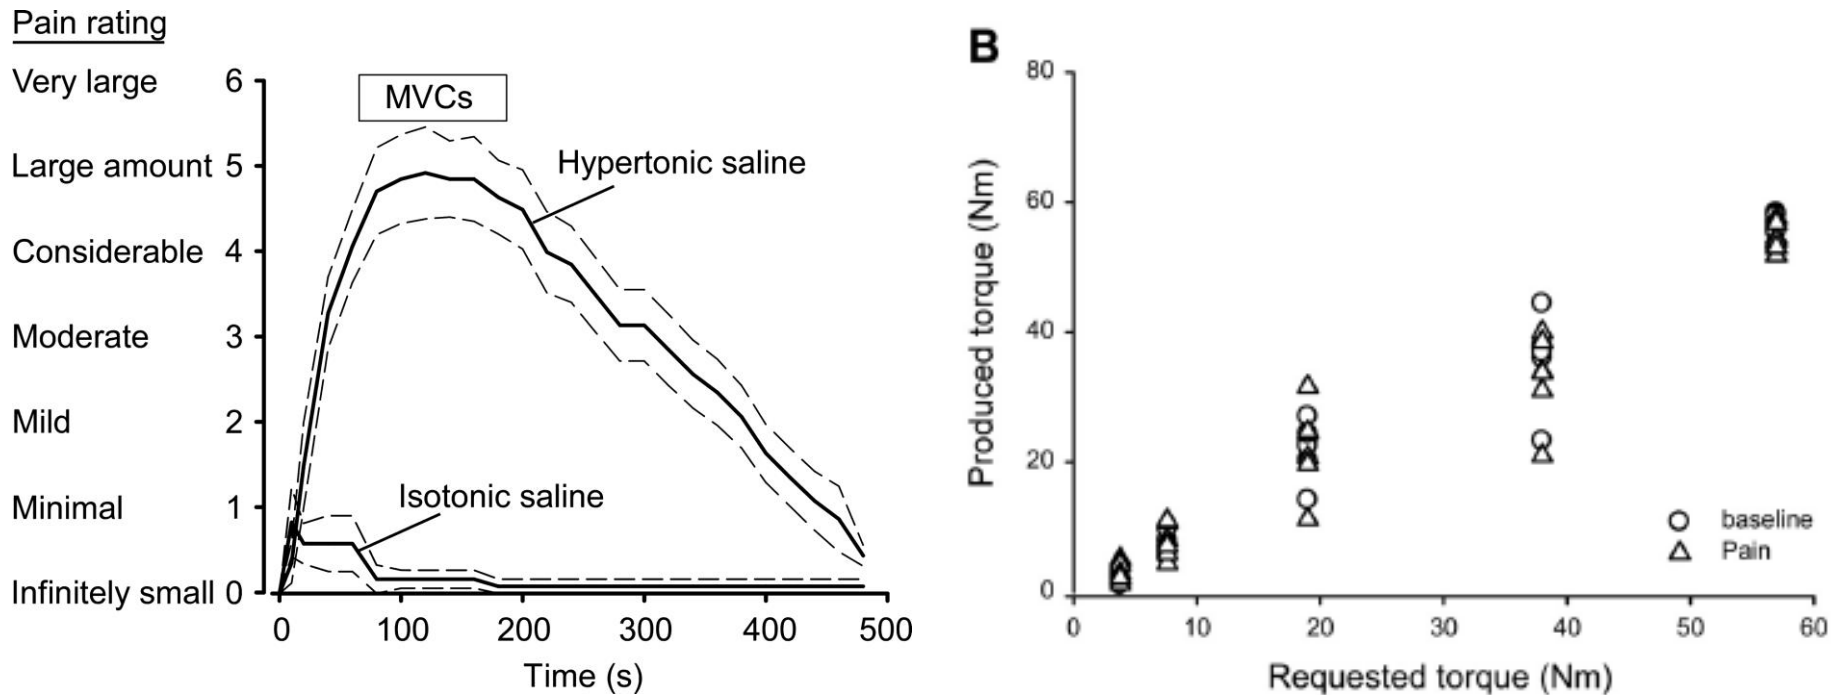 Pain rating
Very large 6
MVCs
Large amount 5
Hypertonic saline
Considerable 4
Moderate 3
Mild 2
Minimal 1
Isotonic saline
Infinitely small 0
0 100 200 300 400 500
Time (s)
B
80
60
40
20
0
Produced torque (Nm)
baseline
Pain
0 10 20 30 40 50 60
Requested torque (Nm)